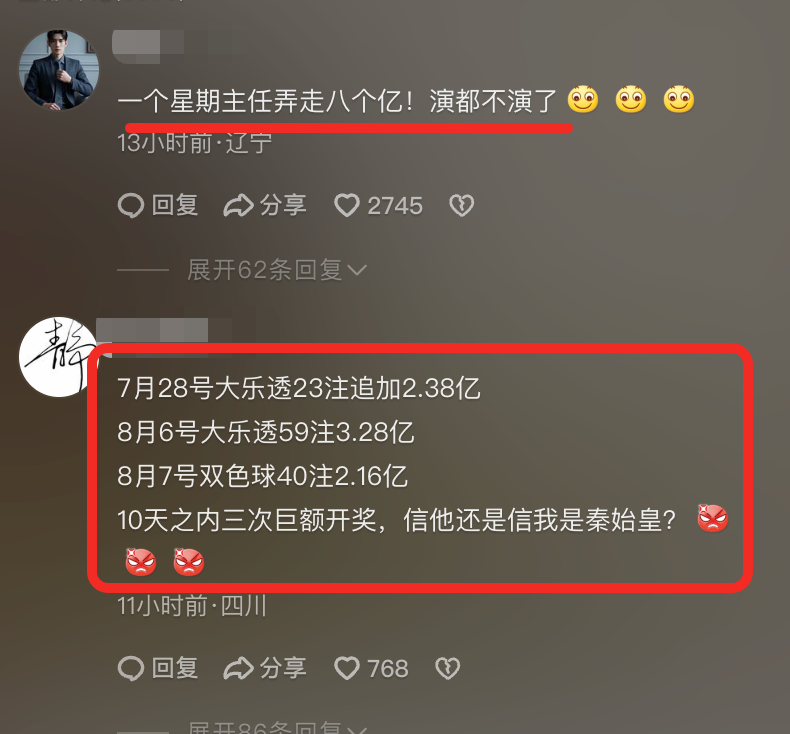 一个星期主任弄走八个亿！演都不演了
13小时前·辽宁
回复 分享 2745
展开62条回复
静
7月28号大乐透23注追加2.38亿
8月6号大乐透59注3.28亿
8月7号双色球40注2.16亿
10天之内三次巨额开奖，信他还是信我是秦始皇？
11小时前·四川
回复 分享 768
展开86条回复